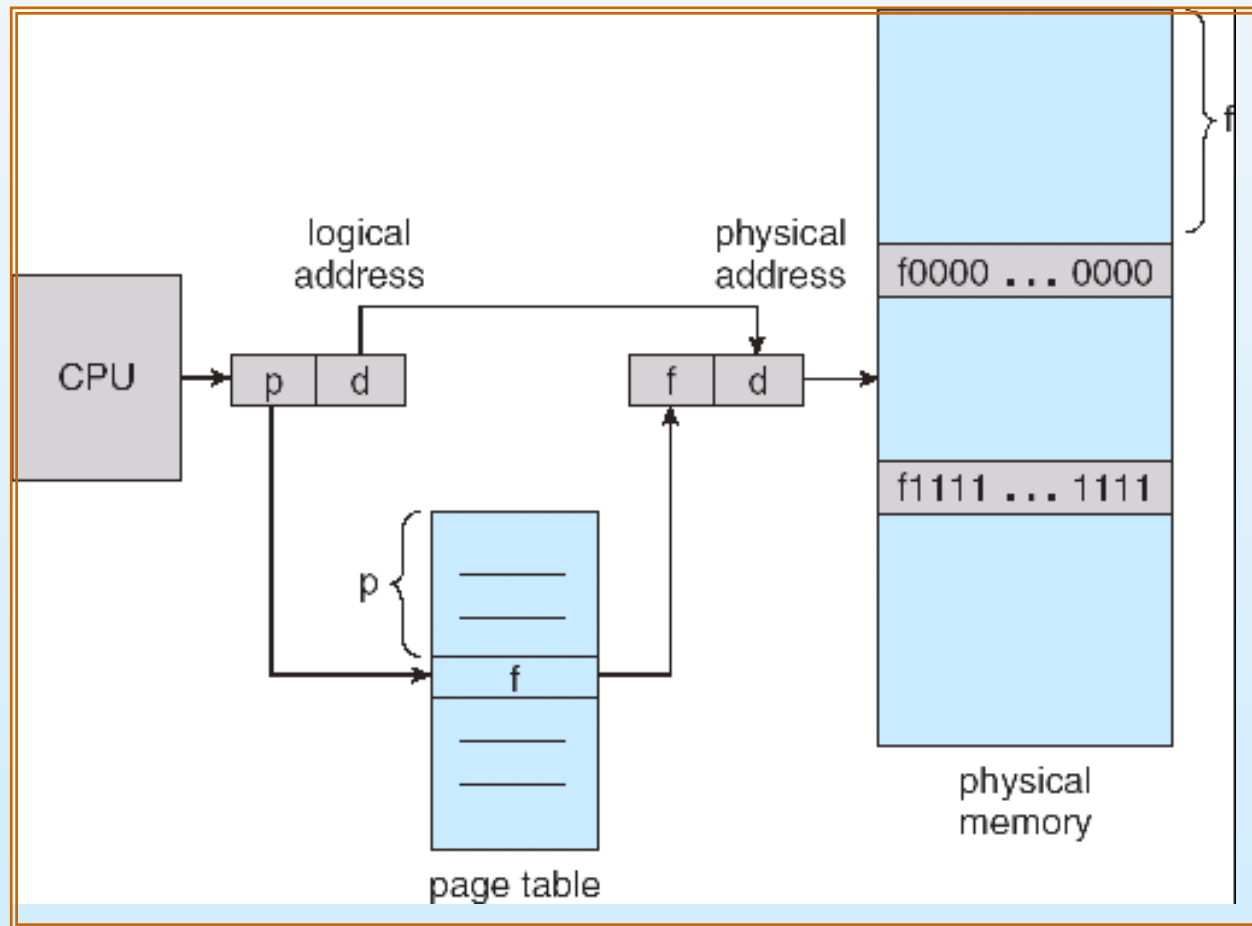 f
logical
address
physical
address
f0000 ... 0000
CPU
p d
f d
f1111 ... 1111
p
f
physical
memory
page table